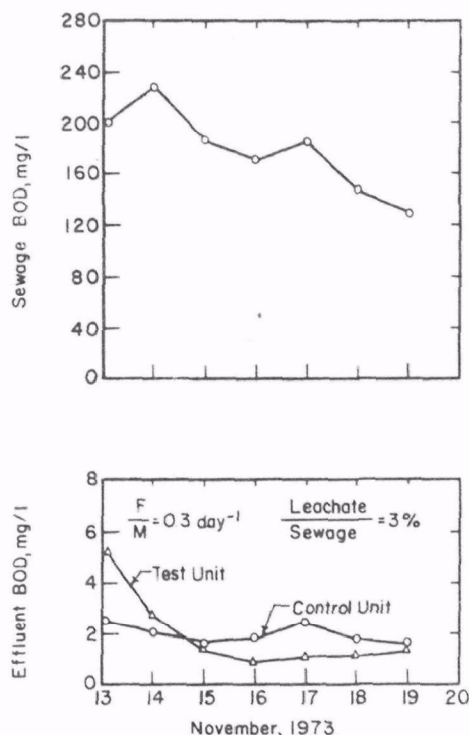 280
240
200
160
120
80
40
0
Sewage BOD, mg/l
8
6
4
2
0
Effluent BOD, mg/l
F/M = 0.3 day⁻¹
Leachate/Sewage = 3%
Test Unit
Control Unit
13 14 15 16 17 18 19 20
November, 1973